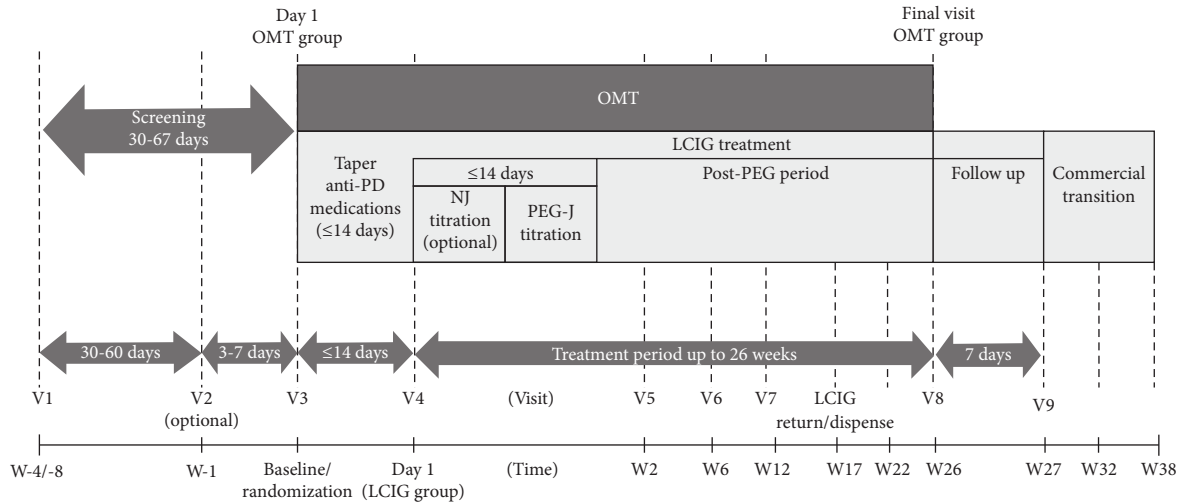 Day 1
OMT group
Final visit
OMT group
Screening
30-67 days
OMT
LCIG treatment
Taper
anti-PD
medications
(≤14 days)
≤14 days
NJ
titration
(optional)
PEG-J
titration
Post-PEG period
Follow up
Commercial
transition
30-60 days
3-7 days
≤14 days
Treatment period up to 26 weeks
7 days
V1
V2
(optional)
V3
V4
(Visit)
V5
V6
V7
LCIG
return/dispense
V8
V9
W-4/-8
W-1
Baseline/
randomization
Day 1
(LCIG group)
(Time)
W2
W6
W12
W17
W22
W26
W27
W32
W38